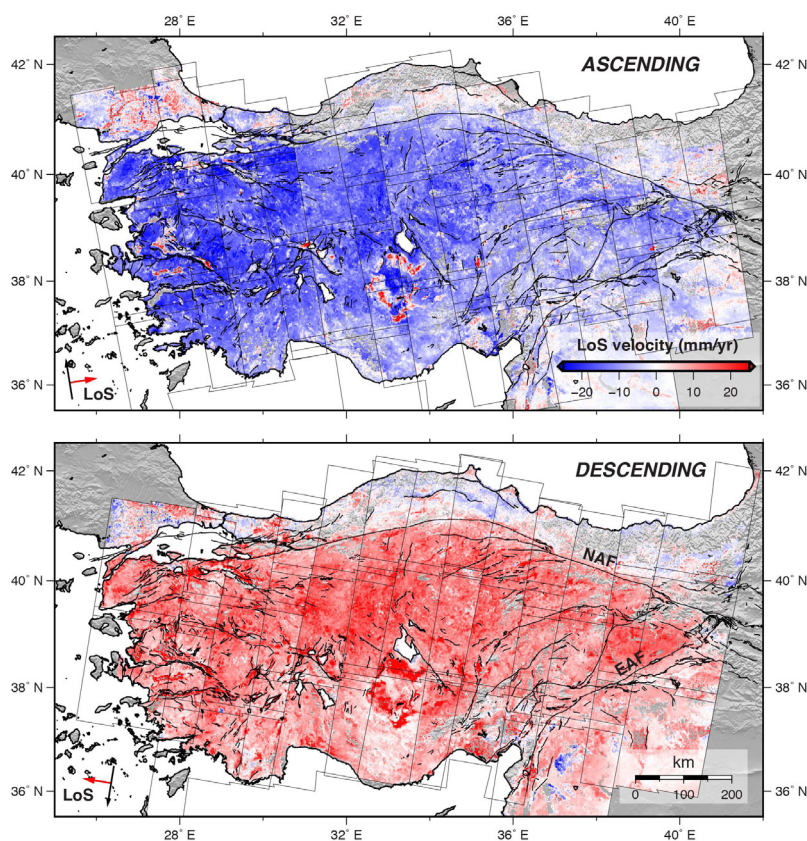 28°E 32°E 36°E 40°E
42°N 42°N
ASCENDING
40°N 40°N
38°N 38°N
LoS velocity (mm/yr)
−20 −10 0 10 20
36°N 36°N
LoS
42°N 42°N
DESCENDING
NAF
40°N 40°N
EAF
38°N 38°N
km
0 100 200
36°N 36°N
LoS
28°E 32°E 36°E 40°E